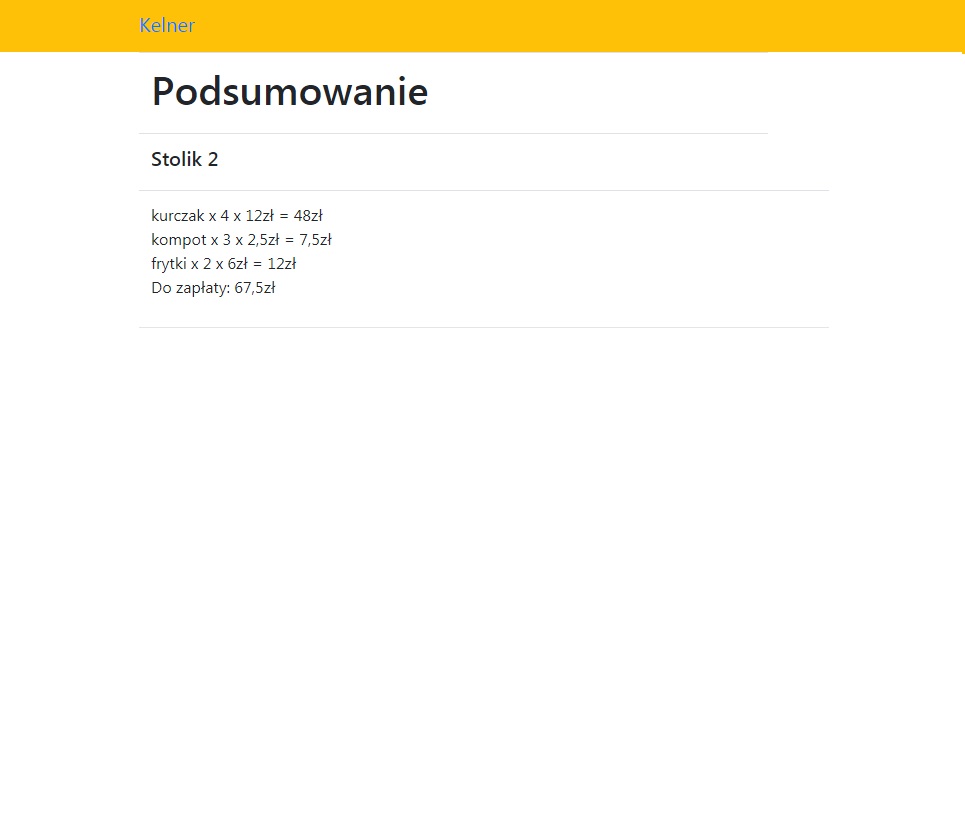 Kelner
Podsumowanie
Stolik 2
kurczak x 4 x 12zł = 48zł
kompot x 3 x 2,5zł = 7,5zł
frytki x 2 x 6zł = 12zł
Do zapłaty: 67,5zł